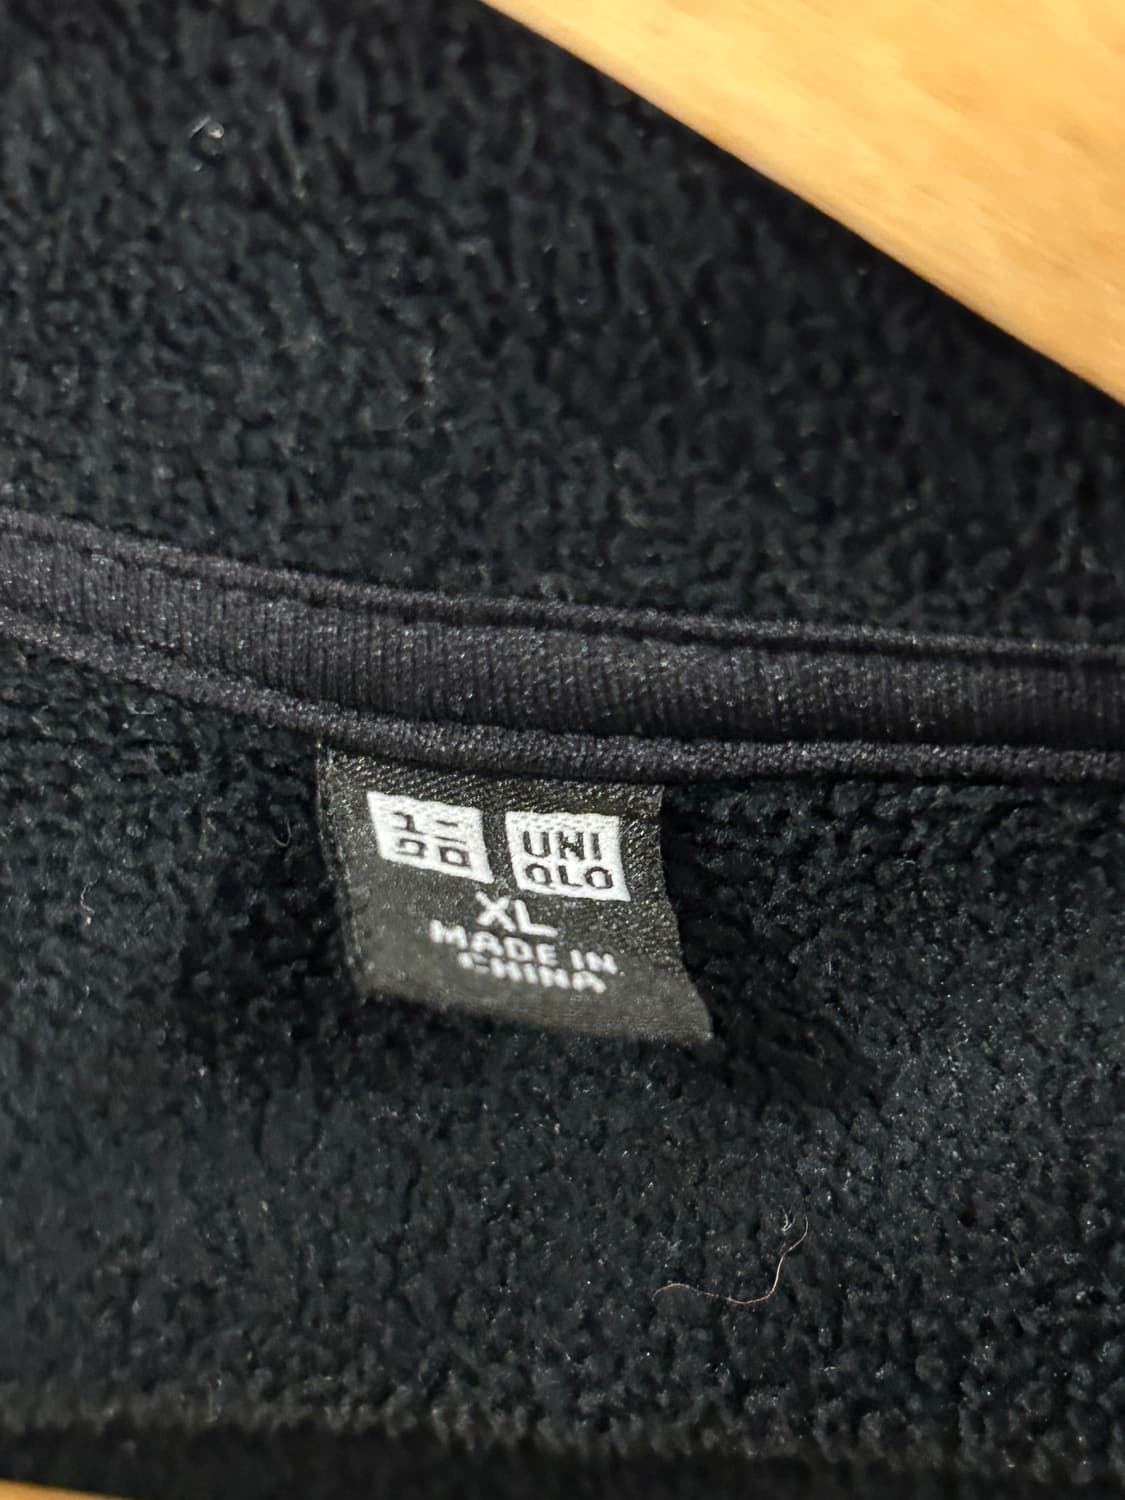 ユニ
クロ
UNI
QLO
XL
MADE IN
CHINA